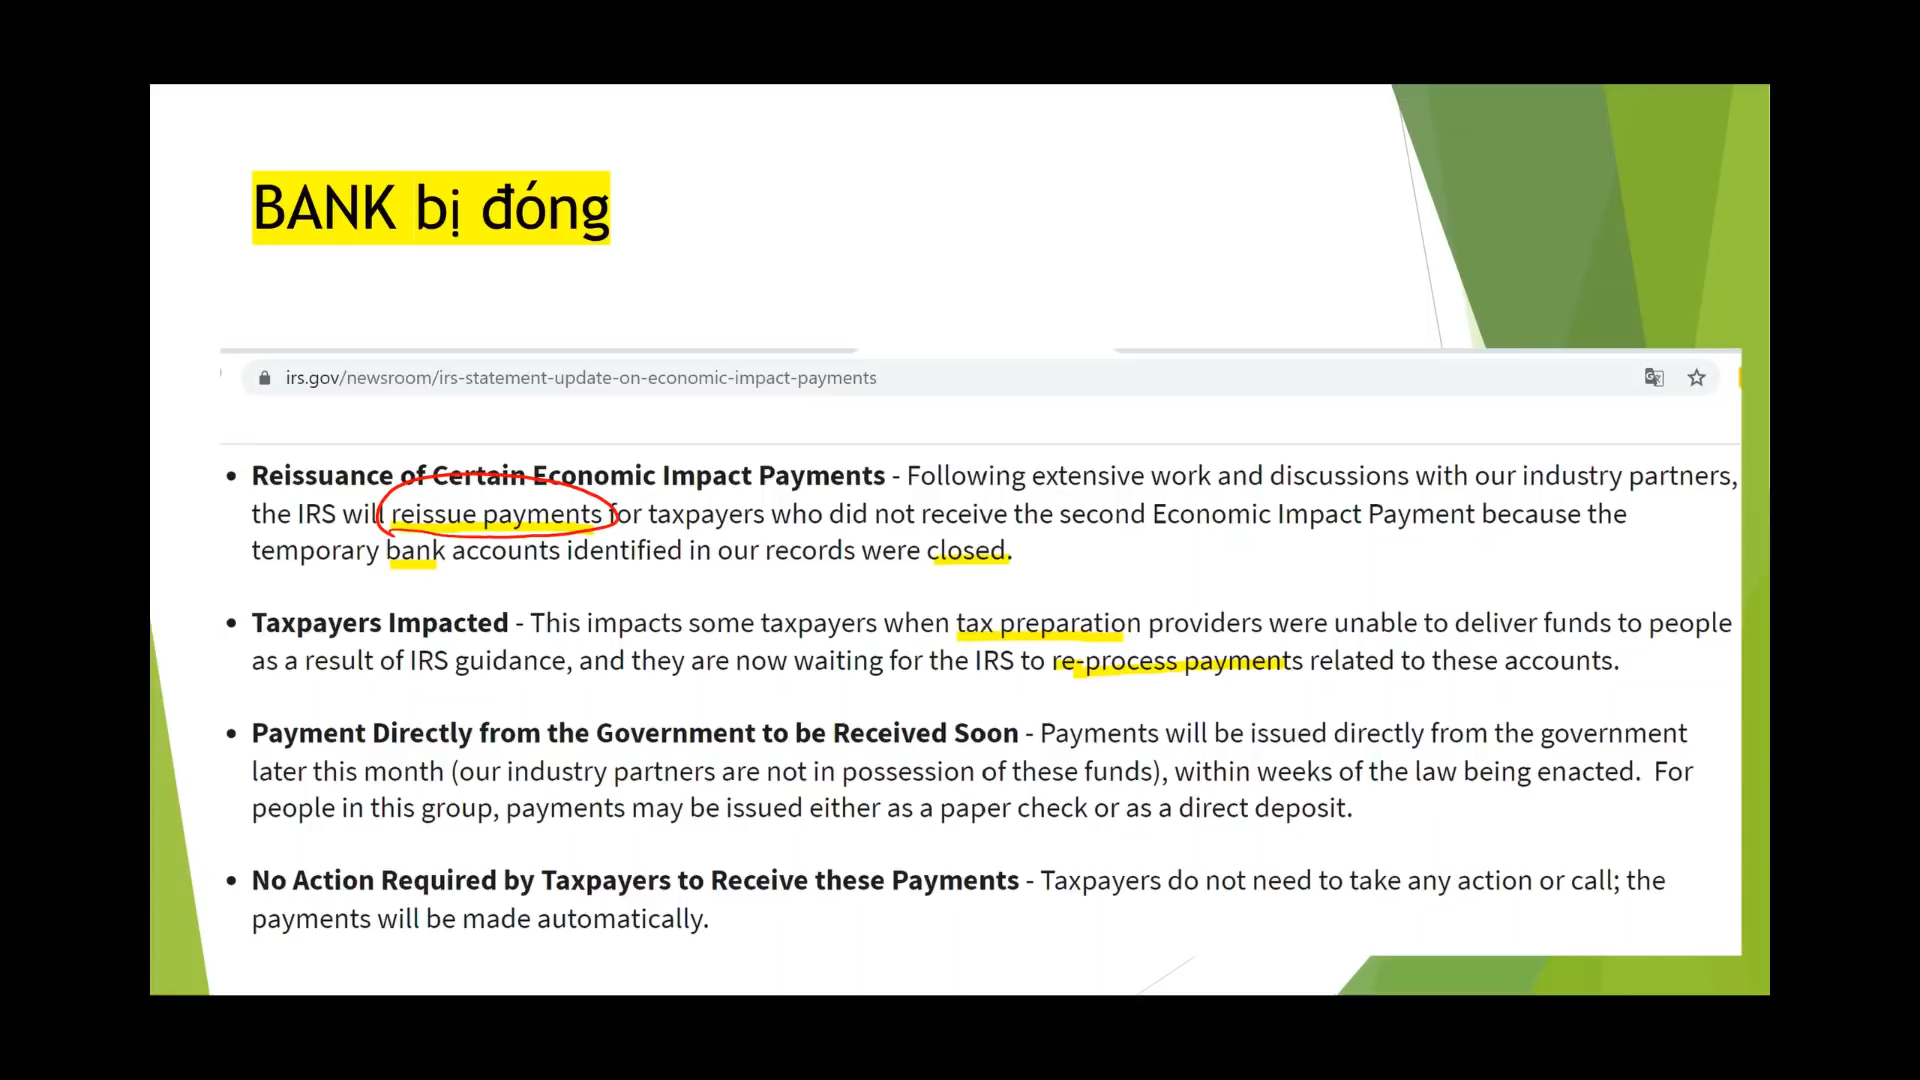 BANK bị đóng
irs.gov/newsroom/irs-statement-update-on-economic-impact-payments
• Reissuance of Certain Economic Impact Payments - Following extensive work and discussions with our industry partners,
the IRS will reissue payments for taxpayers who did not receive the second Economic Impact Payment because the
temporary bank accounts identified in our records were closed.
• Taxpayers Impacted - This impacts some taxpayers when tax preparation providers were unable to deliver funds to people
as a result of IRS guidance, and they are now waiting for the IRS to re-process payments related to these accounts.
• Payment Directly from the Government to be Received Soon - Payments will be issued directly from the government
later this month (our industry partners are not in possession of these funds), within weeks of the law being enacted.  For
people in this group, payments may be issued either as a paper check or as a direct deposit.
• No Action Required by Taxpayers to Receive these Payments - Taxpayers do not need to take any action or call; the
payments will be made automatically.